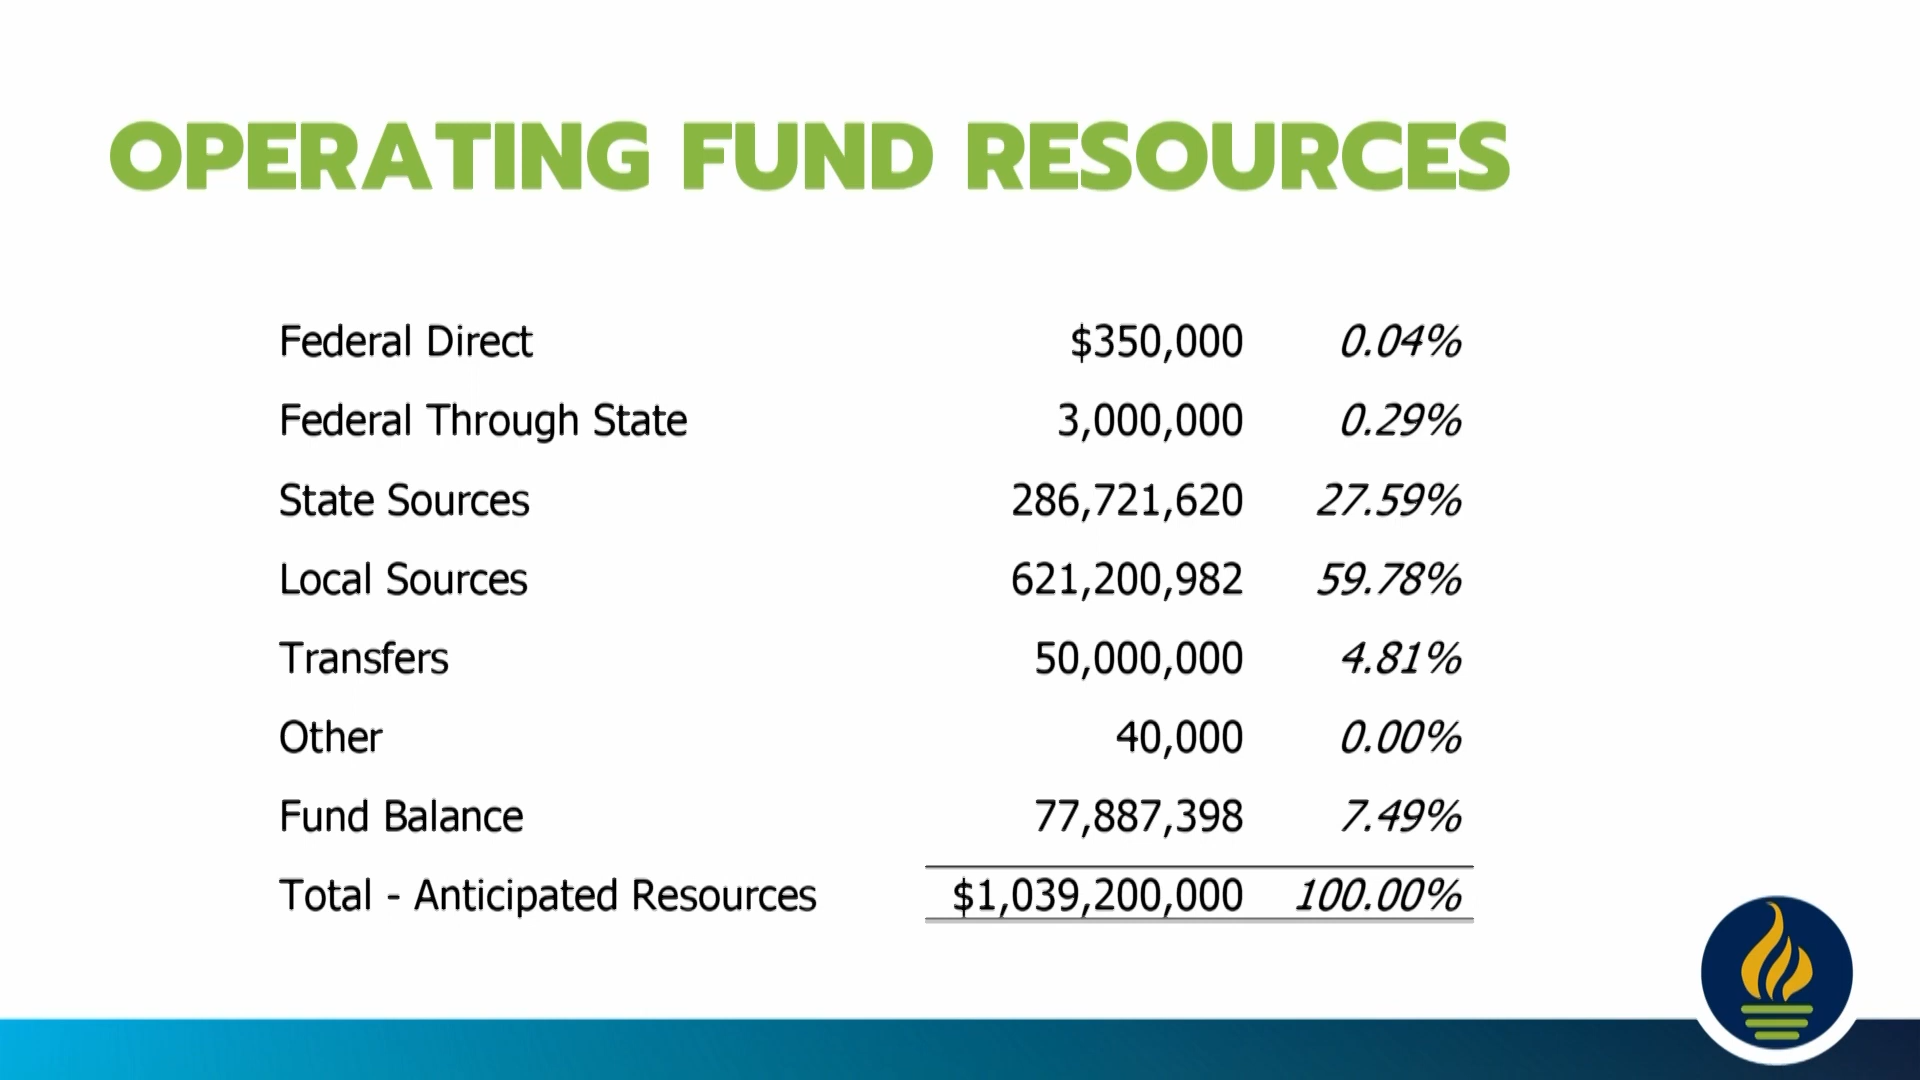 OPERATING FUND RESOURCES
Federal Direct $350,000 0.04%
Federal Through State 3,000,000 0.29%
State Sources 286,721,620 27.59%
Local Sources 621,200,982 59.78%
Transfers 50,000,000 4.81%
Other 40,000 0.00%
Fund Balance 77,887,398 7.49%
Total - Anticipated Resources $1,039,200,000 100.00%